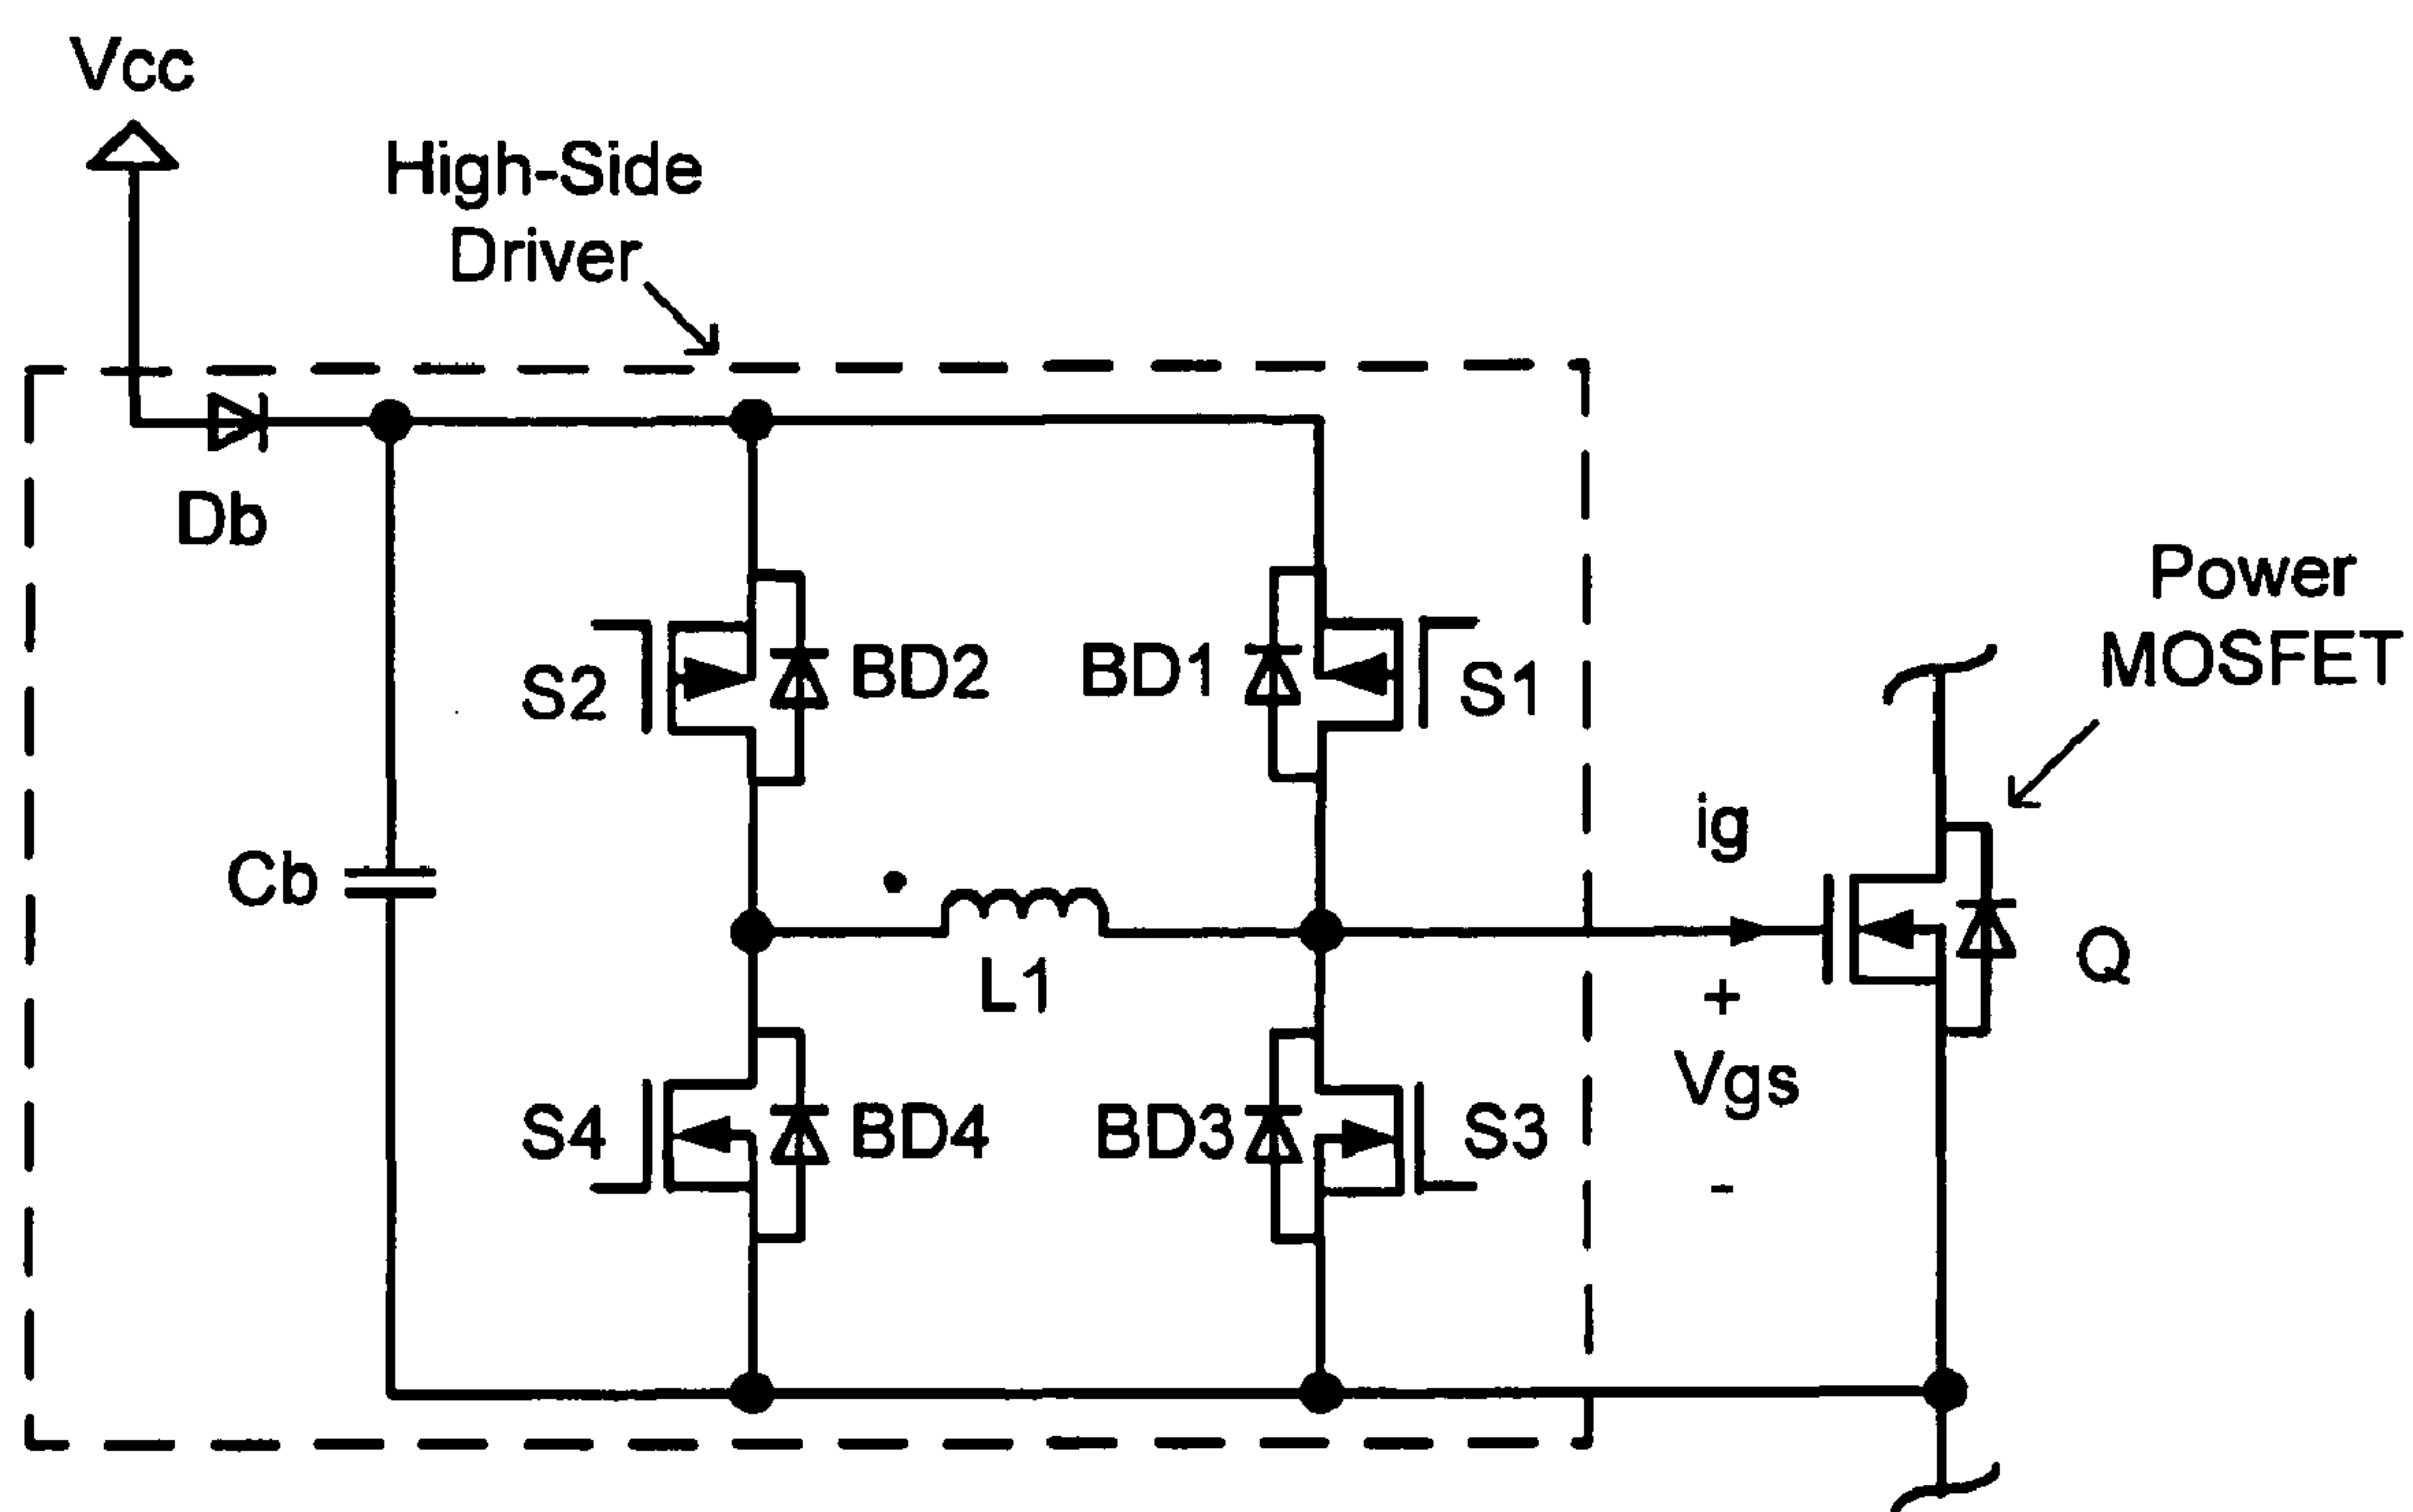 Vcc
High-Side
Driver
Db
Power
MOSFET
S2
BD2
BD1
S1
ig
Cb
L1
Q
+
Vgs
-
S4
BD4
BD3
S3